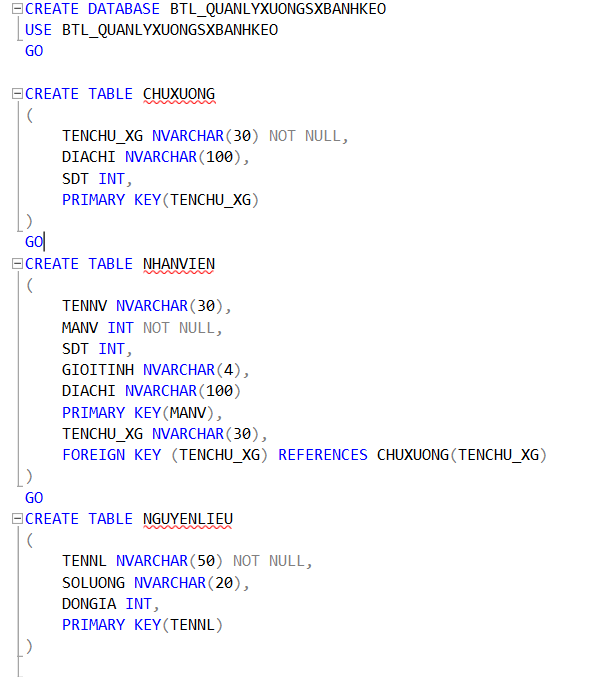 CREATE DATABASE BTL_QUANLYXUONGSXBANHKEO
USE BTL_QUANLYXUONGSXBANHKEO
GO
CREATE TABLE CHUXUONG
(
TENCHU_XG NVARCHAR(30) NOT NULL,
DIACHI NVARCHAR(100),
SDT INT,
PRIMARY KEY(TENCHU_XG)
)
GO
CREATE TABLE NHANVIEN
(
TENNV NVARCHAR(30),
MANV INT NOT NULL,
SDT INT,
GIOITINH NVARCHAR(4),
DIACHI NVARCHAR(100)
PRIMARY KEY(MANV),
TENCHU_XG NVARCHAR(30),
FOREIGN KEY (TENCHU_XG) REFERENCES CHUXUONG(TENCHU_XG)
)
GO
CREATE TABLE NGUYENLIEU
(
TENNL NVARCHAR(50) NOT NULL,
SOLUONG NVARCHAR(20),
DONGIA INT,
PRIMARY KEY(TENNL)
)